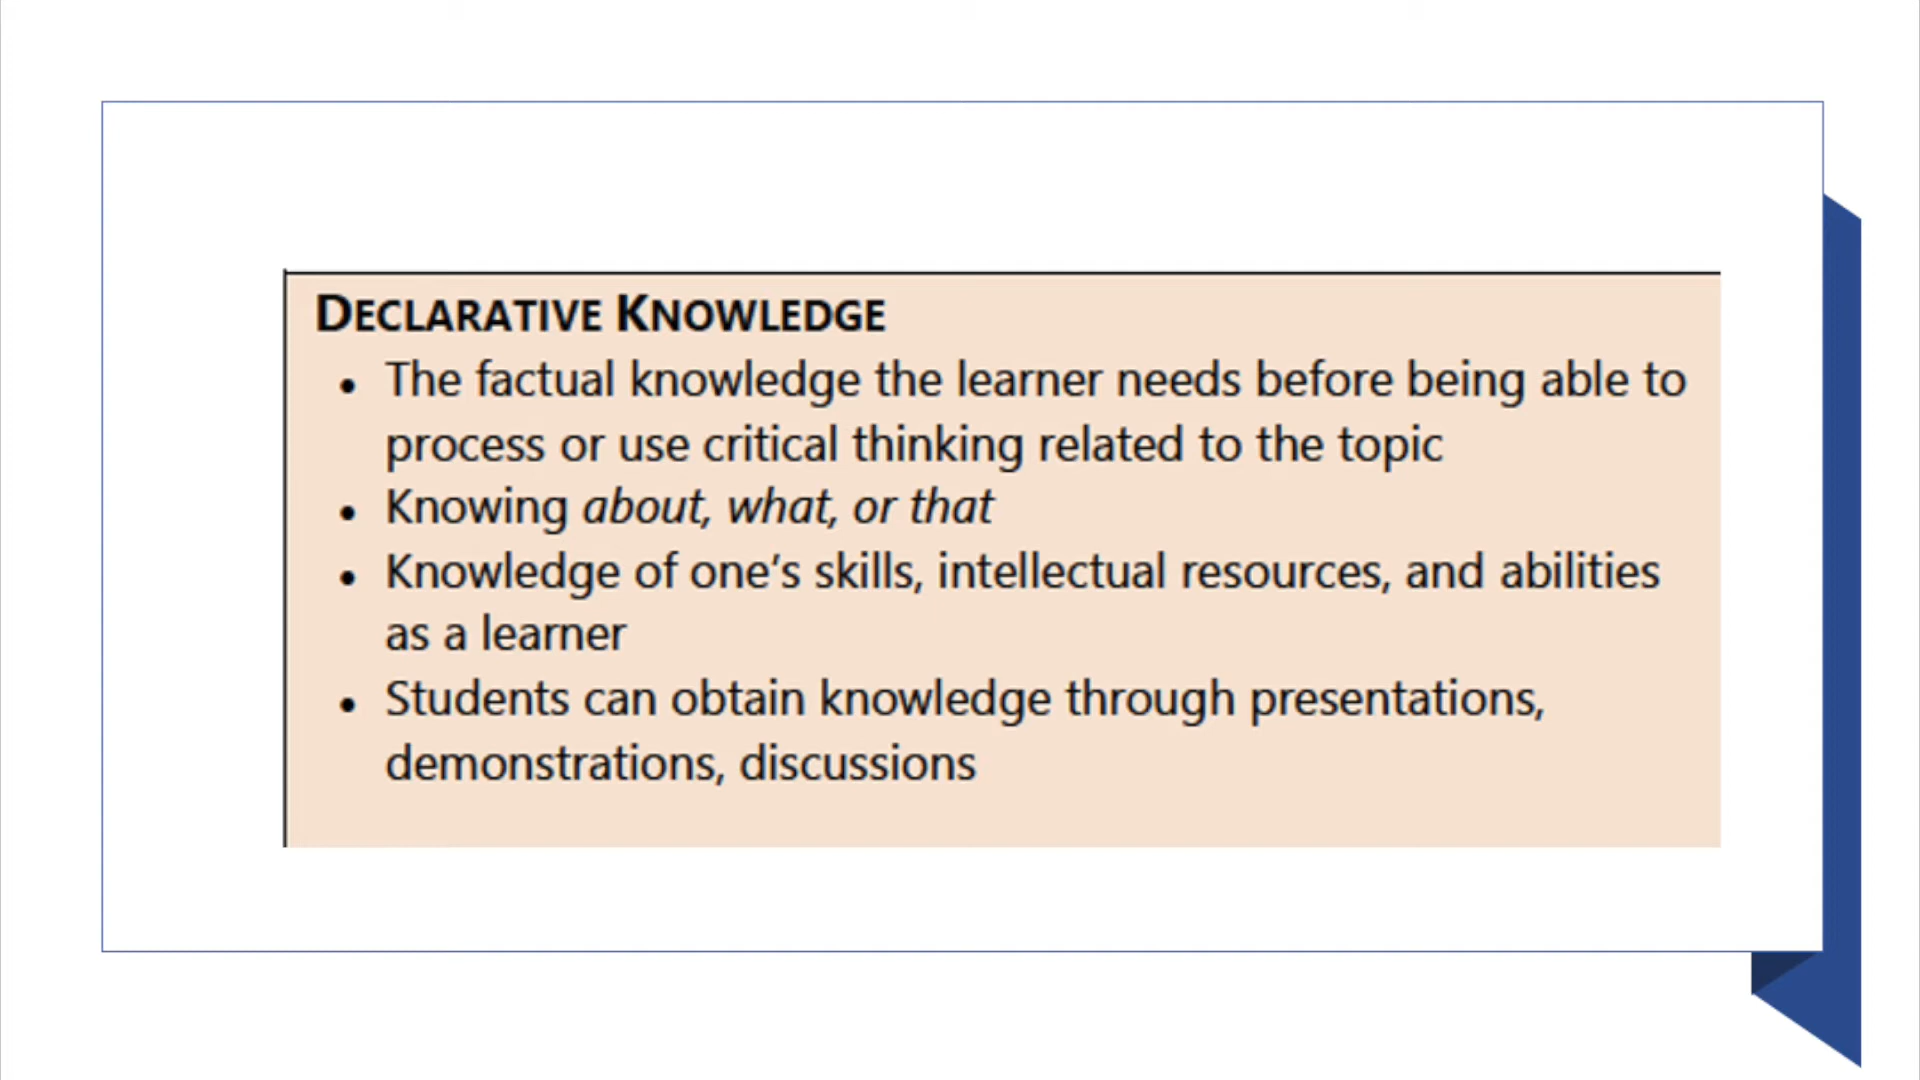 DECLARATIVE KNOWLEDGE
• The factual knowledge the learner needs before being able to
process or use critical thinking related to the topic
• Knowing about, what, or that
• Knowledge of one’s skills, intellectual resources, and abilities
as a learner
• Students can obtain knowledge through presentations,
demonstrations, discussions